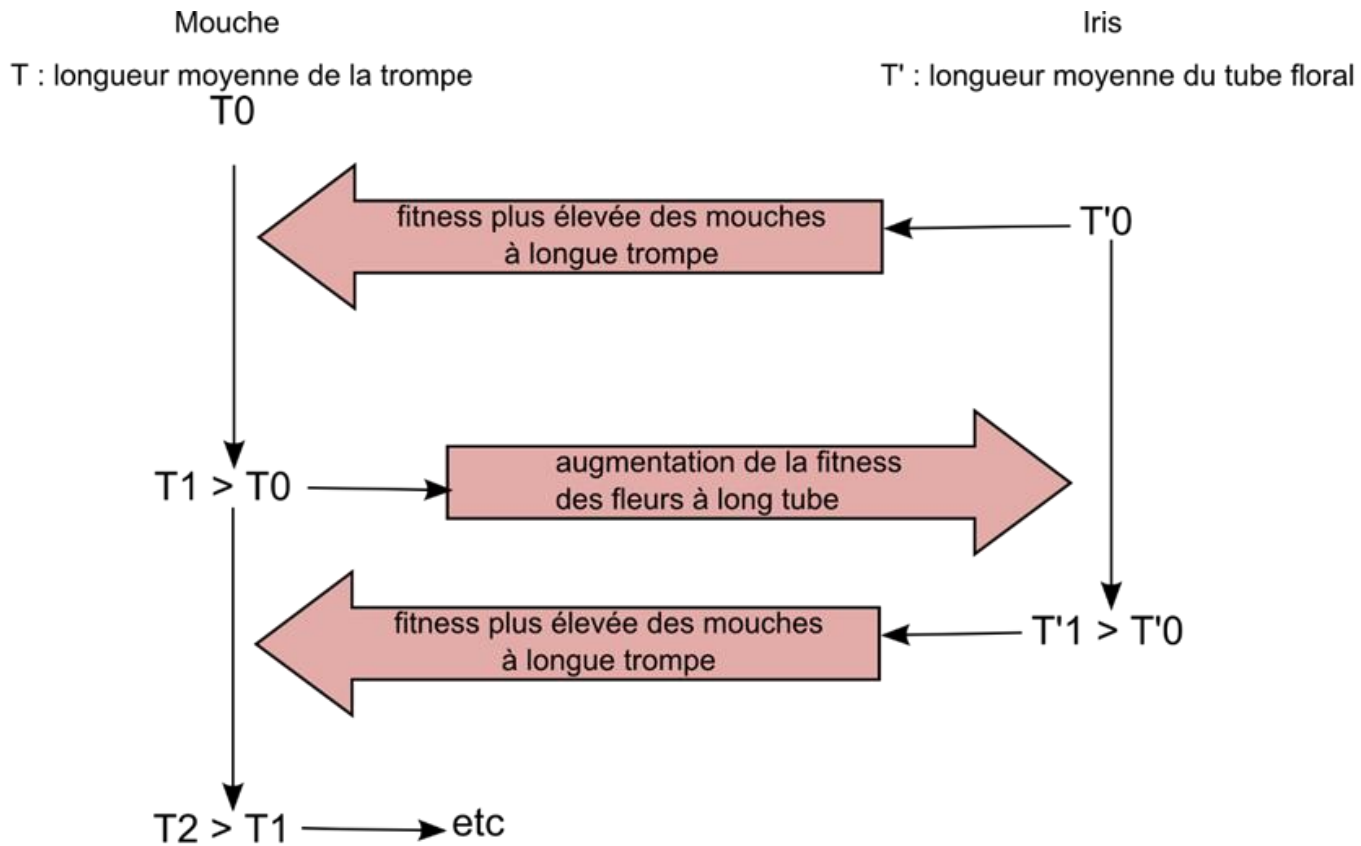 Mouche
Iris
T : longueur moyenne de la trompe
T' : longueur moyenne du tube floral
T0
fitness plus élevée des mouches
à longue trompe
T'0
T1 > T0
augmentation de la fitness
des fleurs à long tube
fitness plus élevée des mouches
à longue trompe
T'1 > T'0
T2 > T1
etc